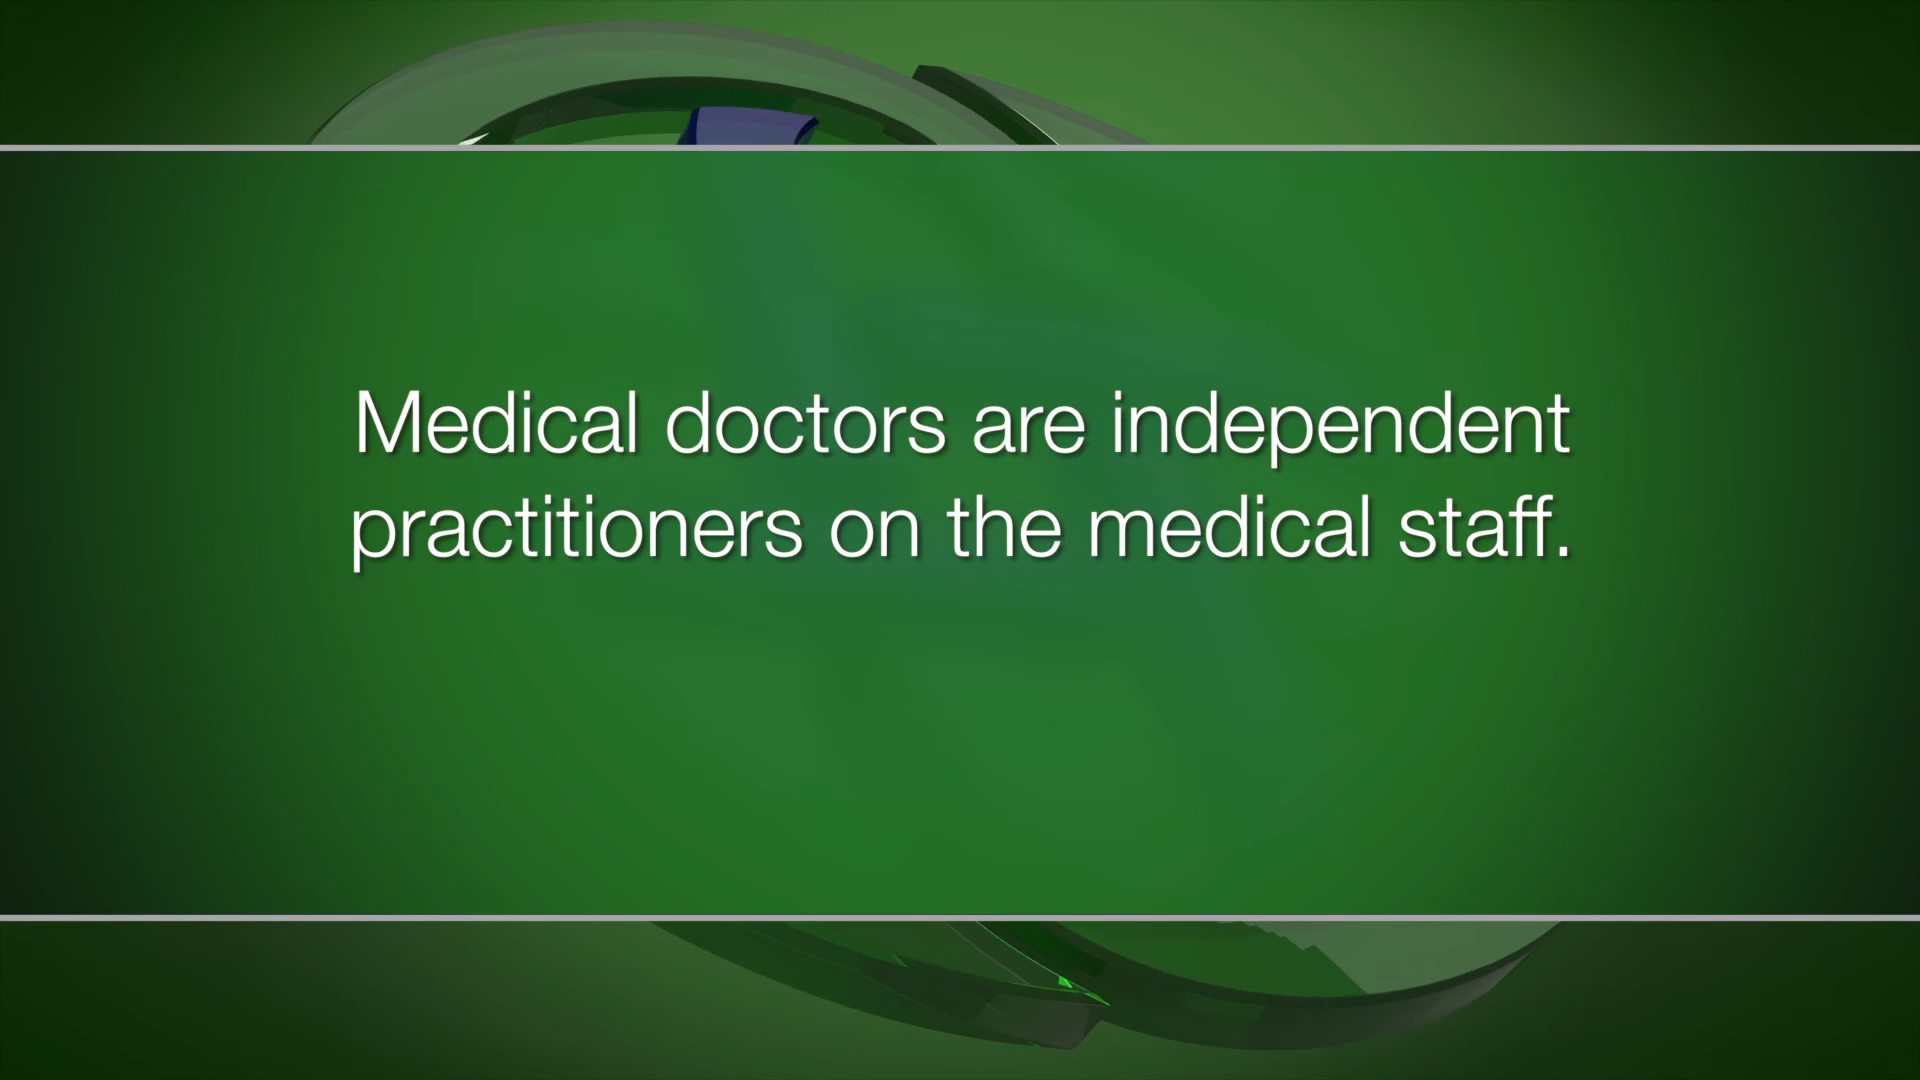 Medical doctors are independent
practitioners on the medical staff.